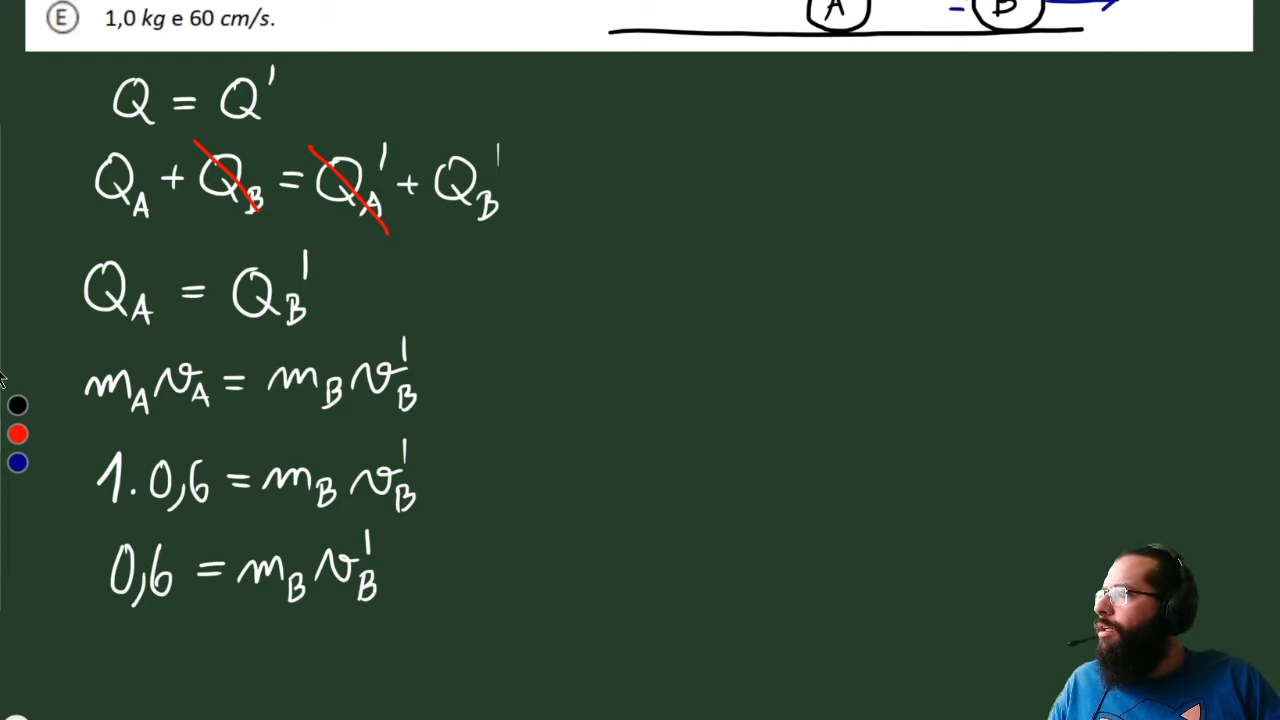 E 1,0 kg e 60 cm/s.
A = B
Q = Q'
Q_A + Q_B = Q_A' + Q_B'
Q_A = Q_B'
m_A v_A = m_B v_B'
1. 0,6 = m_B v_B'
0,6 = m_B v_B'